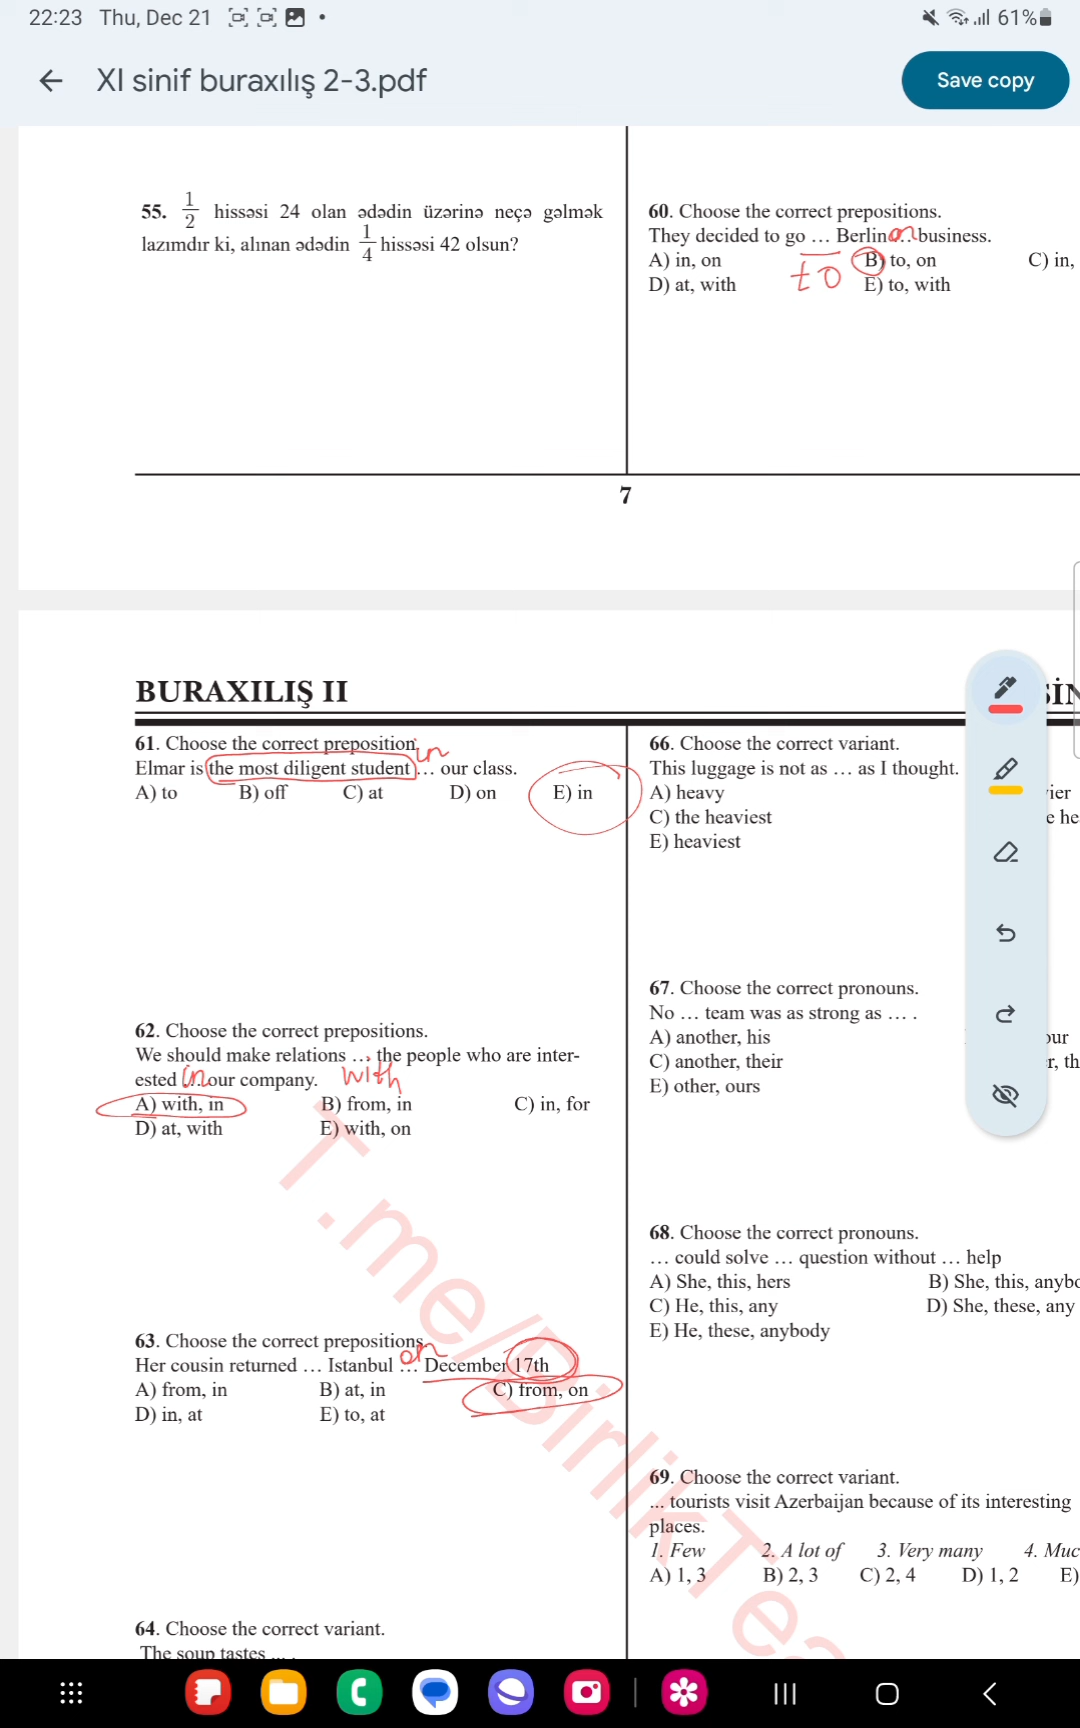 22:23 Thu, Dec 21
61%
XI sinif buraxılış 2-3.pdf
Save copy
55. 1/2 hissəsi 24 olan ədədin üzərinə neçə gəlmək
lazımdır ki, alınan ədədin 1/4 hissəsi 42 olsun?
60. Choose the correct prepositions.
They decided to go … Berlin … business.
on
A) in, on B) to, on C) in,
to
D) at, with E) to, with
7
BURAXILIŞ II
61. Choose the correct preposition.
in
Elmar is the most diligent student … our class.
A) to B) off C) at D) on E) in
62. Choose the correct prepositions.
We should make relations … the people who are inter-
ested … our company.
in with
A) with, in B) from, in C) in, for
D) at, with E) with, on
63. Choose the correct prepositions.
on
Her cousin returned … Istanbul … December 17th
A) from, in B) at, in C) from, on
D) in, at E) to, at
64. Choose the correct variant.
The soup tastes ... .
66. Choose the correct variant.
This luggage is not as … as I thought.
A) heavy
C) the heaviest
E) heaviest
67. Choose the correct pronouns.
No … team was as strong as … .
A) another, his
C) another, their
E) other, ours
68. Choose the correct pronouns.
… could solve … question without … help
A) She, this, hers B) She, this, anybo
C) He, this, any D) She, these, any
E) He, these, anybody
69. Choose the correct variant.
... tourists visit Azerbaijan because of its interesting
places.
1. Few 2. A lot of 3. Very many 4. Muc
A) 1, 3 B) 2, 3 C) 2, 4 D) 1, 2 E)
T.me/BirlikTea